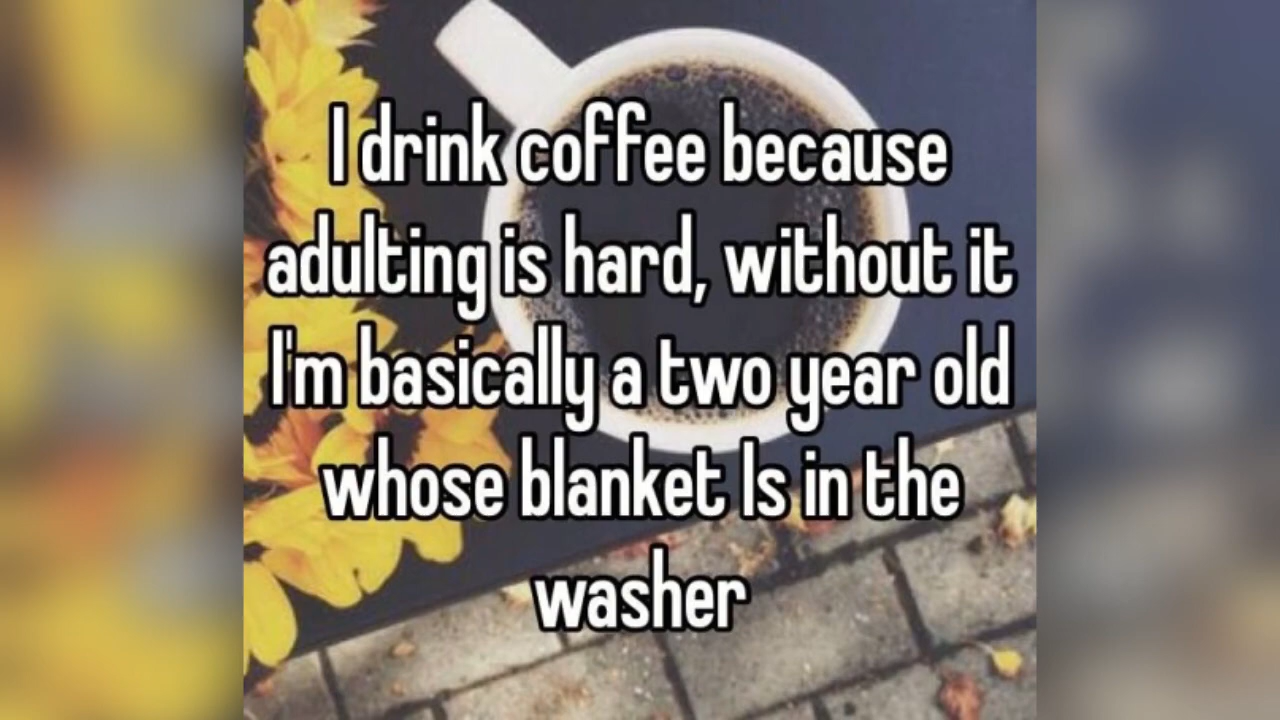 I drink coffee because
adulting is hard, without it
I'm basically a two year old
whose blanket Is in the
washer